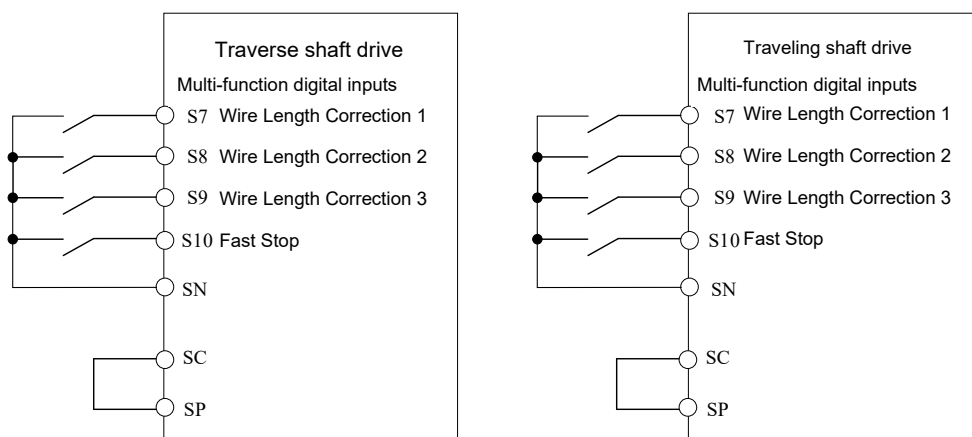 Traverse shaft drive
Multi-function digital inputs
S7 Wire Length Correction 1
S8 Wire Length Correction 2
S9 Wire Length Correction 3
S10 Fast Stop
SN
SC
SP
Traveling shaft drive
Multi-function digital inputs
S7 Wire Length Correction 1
S8 Wire Length Correction 2
S9 Wire Length Correction 3
S10 Fast Stop
SN
SC
SP